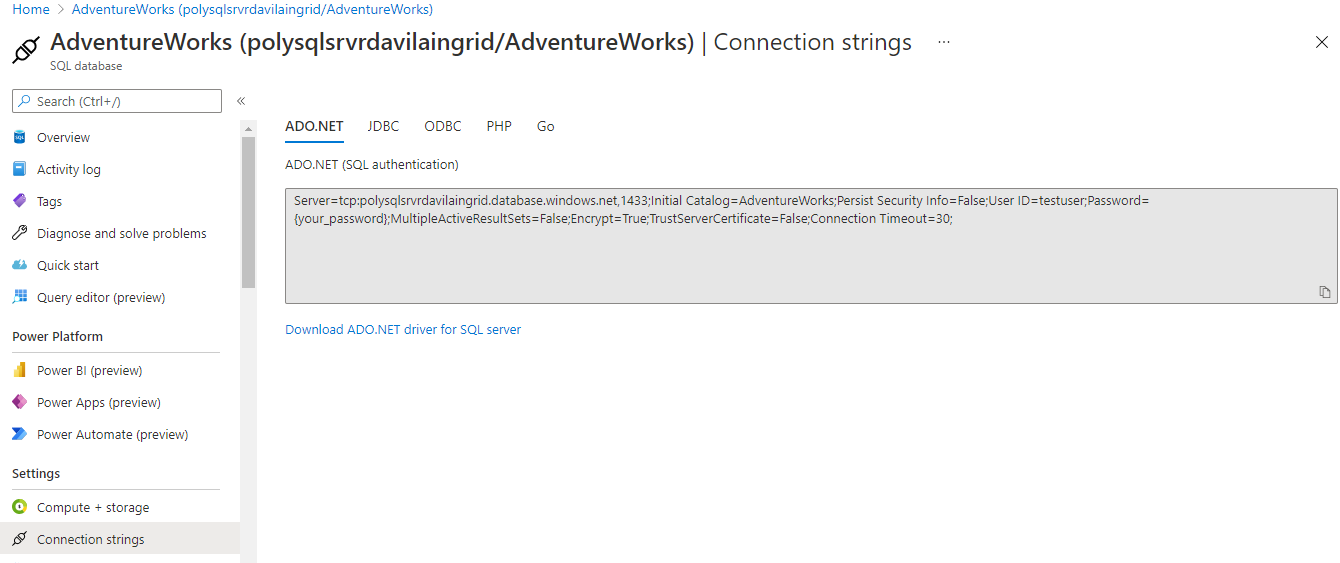 Home > AdventureWorks (polysqlsrvrdavilaingrid/AdventureWorks)
AdventureWorks (polysqlsrvrdavilaingrid/AdventureWorks) | Connection strings ...
SQL database
Search (Ctrl+/)
Overview
Activity log
Tags
Diagnose and solve problems
Quick start
Query editor (preview)
Power Platform
Power BI (preview)
Power Apps (preview)
Power Automate (preview)
Settings
Compute + storage
Connection strings
ADO.NET JDBC ODBC PHP Go
ADO.NET (SQL authentication)
Server=tcp:polysqlsrvrdavilaingrid.database.windows.net,1433;Initial Catalog=AdventureWorks;Persist Security Info=False;User ID=testuser;Password=
{your_password};MultipleActiveResultSets=False;Encrypt=True;TrustServerCertificate=False;Connection Timeout=30;
Download ADO.NET driver for SQL server